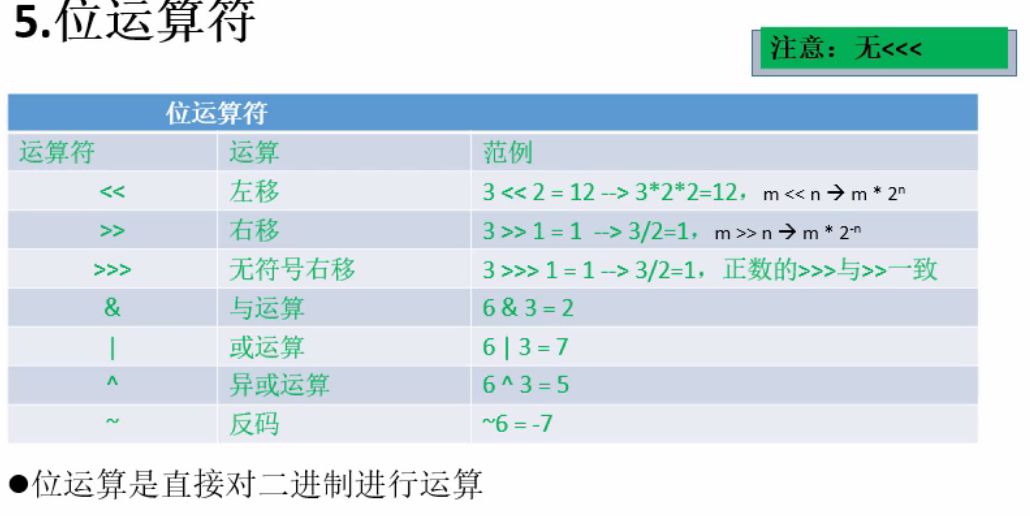 5.位运算符
注意：无<<<
位运算符
运算符 运算 范例
<< 左移 3 << 2 = 12 --> 3*2*2=12，m << n → m * 2ⁿ
>> 右移 3 >> 1 = 1 --> 3/2=1，m >> n → m * 2⁻ⁿ
>>> 无符号右移 3 >>> 1 = 1 --> 3/2=1，正数的>>>与>>一致
& 与运算 6 & 3 = 2
| 或运算 6 | 3 = 7
^ 异或运算 6 ^ 3 = 5
~ 反码 ~6 = -7
●位运算是直接对二进制进行运算